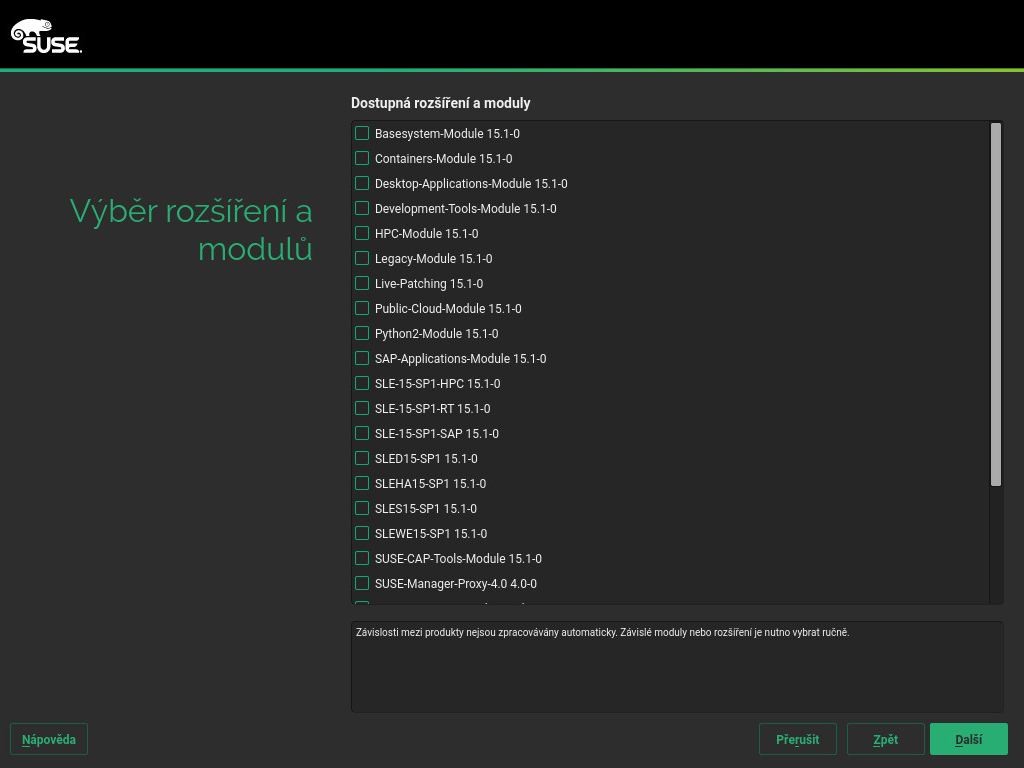 SUSE.
Dostupná rozšíření a moduly
Výběr rozšíření a
modulů
Basesystem-Module 15.1-0
Containers-Module 15.1-0
Desktop-Applications-Module 15.1-0
Development-Tools-Module 15.1-0
HPC-Module 15.1-0
Legacy-Module 15.1-0
Live-Patching 15.1-0
Public-Cloud-Module 15.1-0
Python2-Module 15.1-0
SAP-Applications-Module 15.1-0
SLE-15-SP1-HPC 15.1-0
SLE-15-SP1-RT 15.1-0
SLE-15-SP1-SAP 15.1-0
SLED15-SP1 15.1-0
SLEHA15-SP1 15.1-0
SLES15-SP1 15.1-0
SLEWE15-SP1 15.1-0
SUSE-CAP-Tools-Module 15.1-0
SUSE-Manager-Proxy-4.0 4.0-0
Závislosti mezi produkty nejsou zpracovávány automaticky. Závislé moduly nebo rozšíření je nutno vybrat ručně.
Nápověda
Přerušit
Zpět
Další